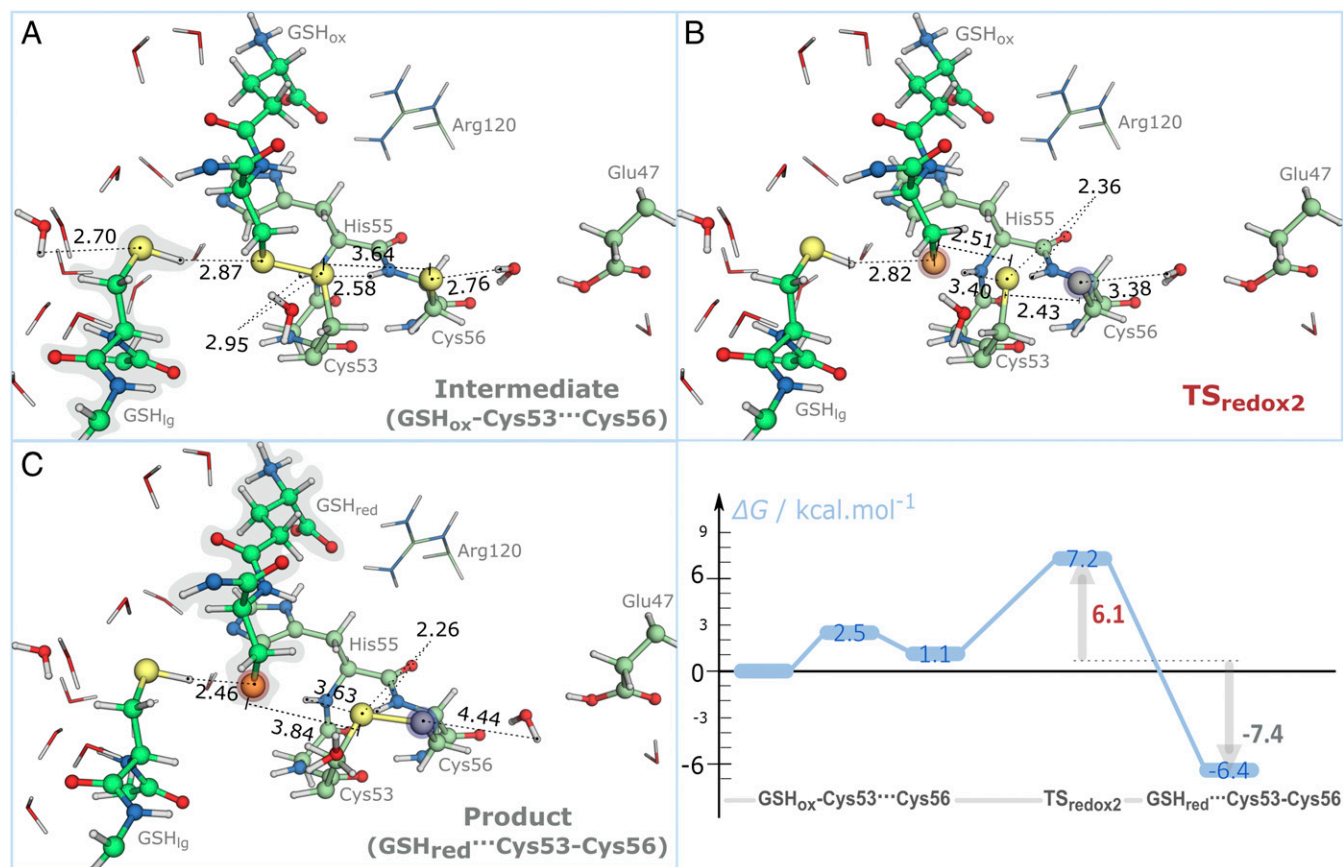 A
GSHox
Arg120
Glu47
2.70
His55
3.64
2.87
2.58
2.76
2.95
Cys56
Cys53
GSHlg
Intermediate
(GSHox-Cys53···Cys56)
B
GSHox
Arg120
Glu47
2.36
His55
2.51
2.82
3.40
3.38
2.43
Cys56
Cys53
GSHlg
TSredox2
C
GSHred
Arg120
Glu47
2.26
His55
2.46
3.63
4.44
3.84
Cys56
Cys53
GSHlg
Product
(GSHred···Cys53-Cys56)
ΔG / kcal.mol-1
9
6
3
0
-3
-6
2.5
1.1
7.2
6.1
-7.4
-6.4
GSHox-Cys53···Cys56
TSredox2
GSHred···Cys53-Cys56